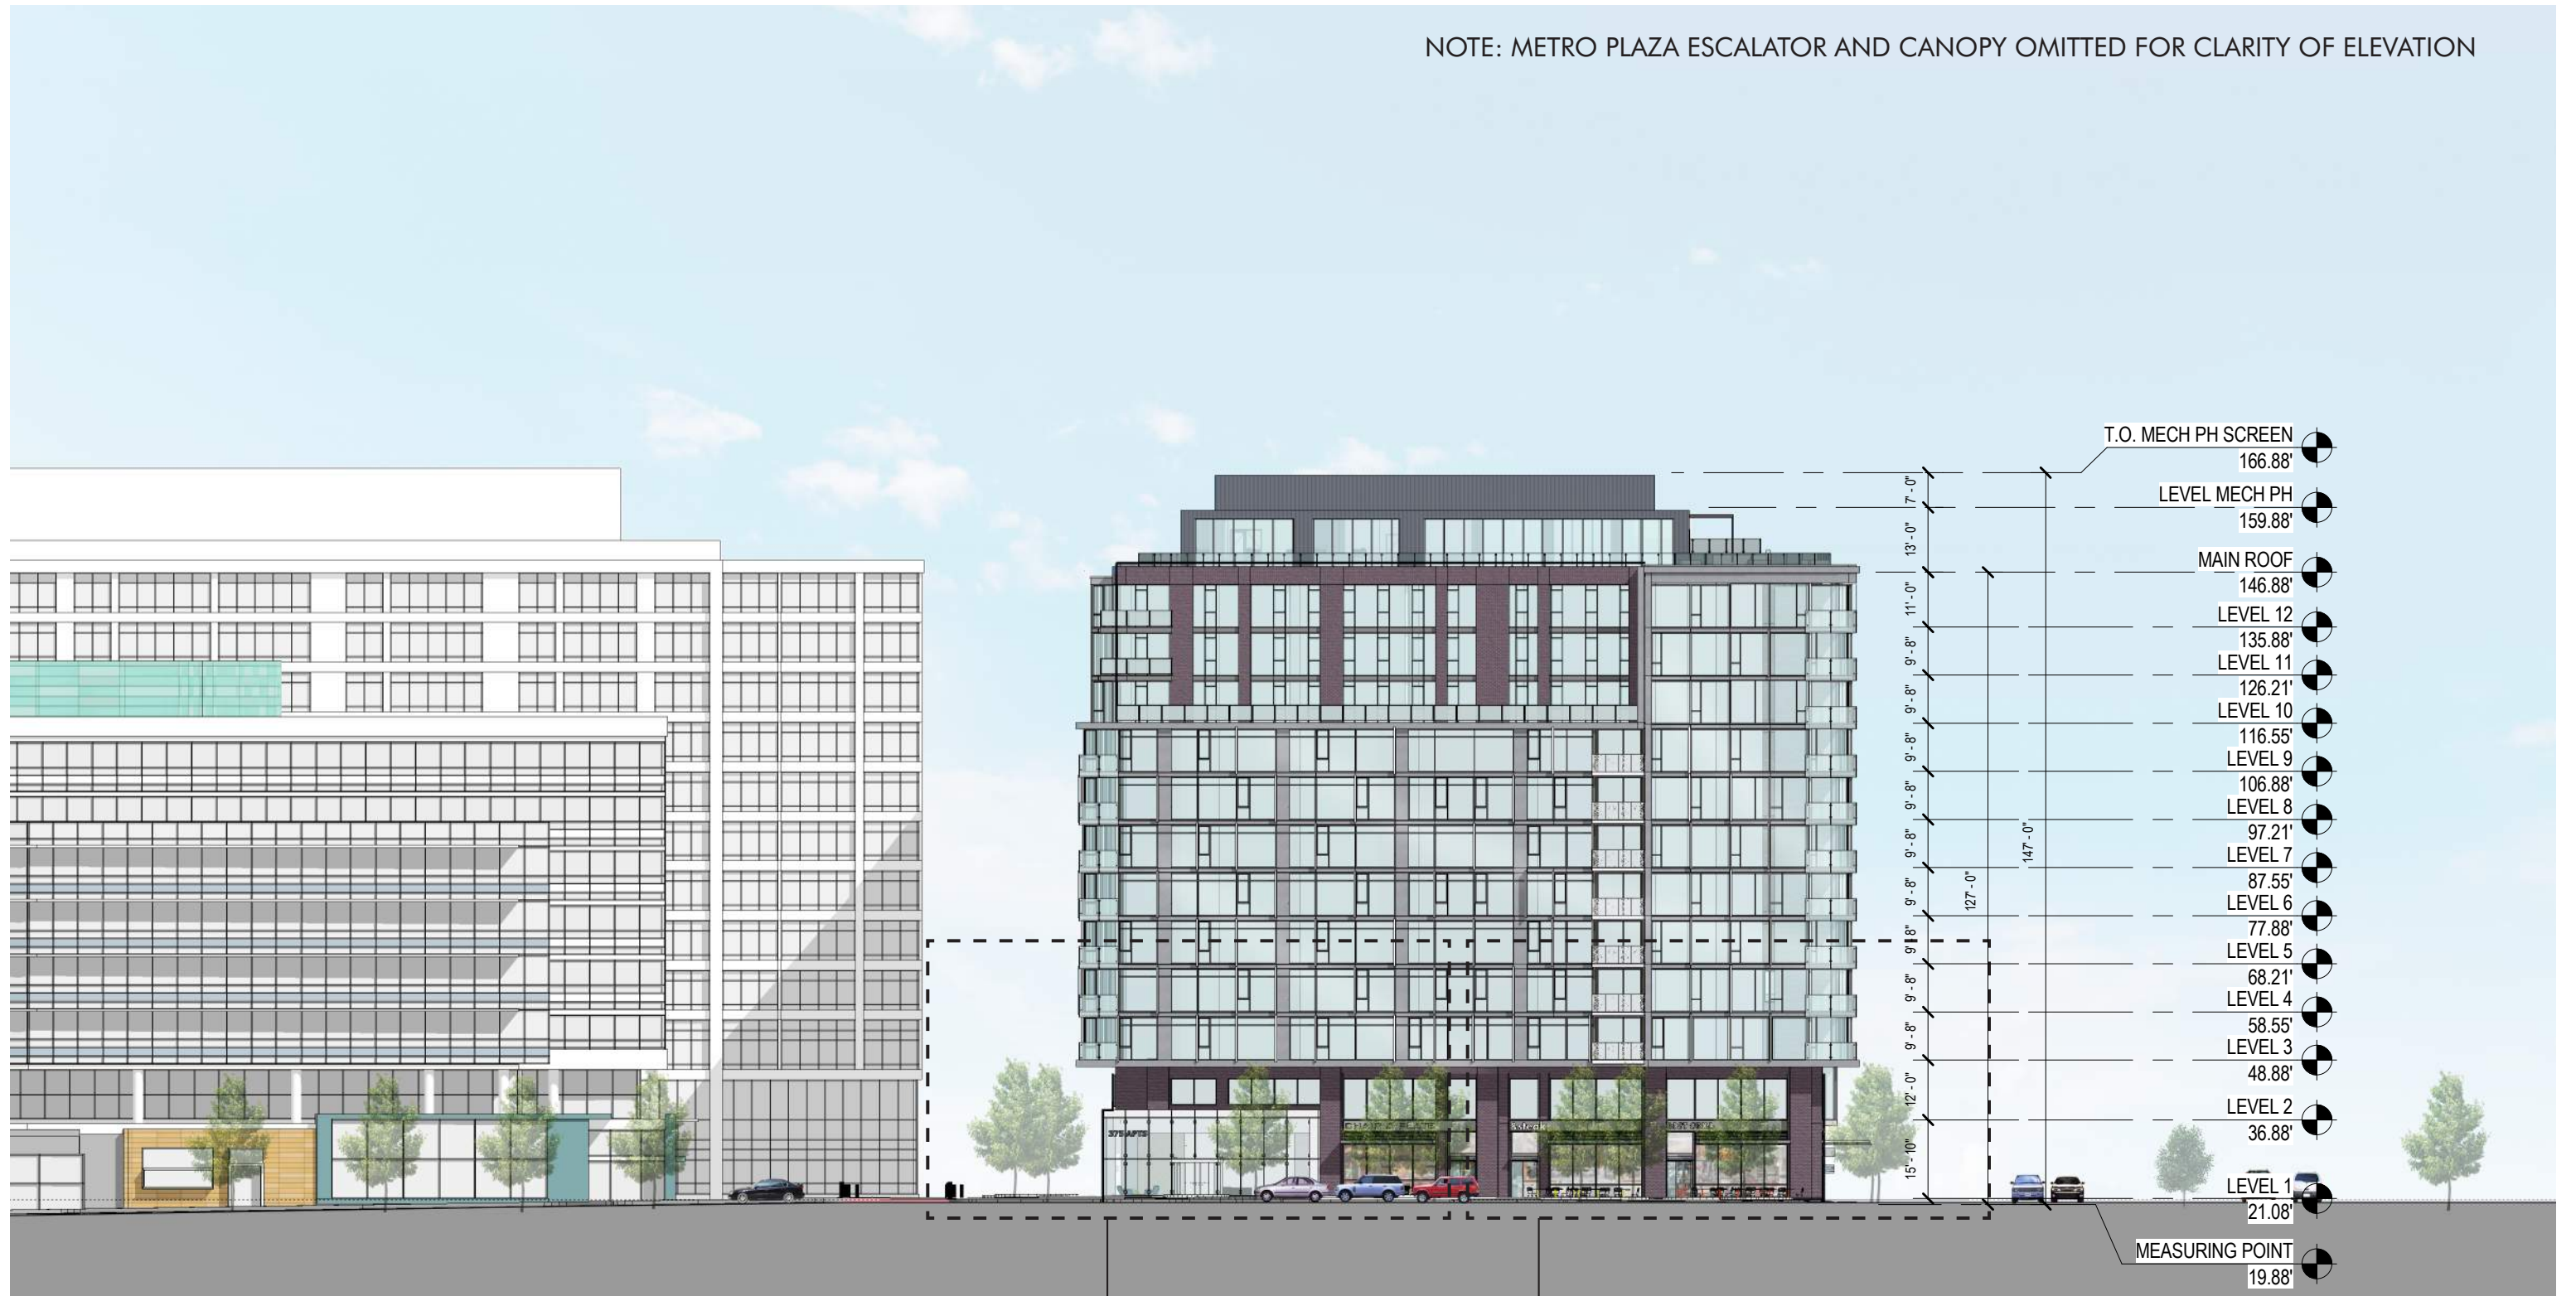 NOTE: METRO PLAZA ESCALATOR AND CANOPY OMITTED FOR CLARITY OF ELEVATION
T.O. MECH PH SCREEN
166.88'
7' - 0"
LEVEL MECH PH
159.88'
13' - 0"
MAIN ROOF
146.88'
11' - 0"
LEVEL 12
135.88'
9' - 8"
LEVEL 11
126.21'
9' - 8"
LEVEL 10
116.55'
9' - 8"
LEVEL 9
106.88'
9' - 8"
LEVEL 8
97.21'
9' - 8"
147' - 0"
LEVEL 7
87.55'
9' - 8"
127' - 0"
LEVEL 6
77.88'
9' - 8"
LEVEL 5
68.21'
9' - 8"
LEVEL 4
58.55'
9' - 8"
LEVEL 3
48.88'
12' - 0"
LEVEL 2
36.88'
375 APTS
15' - 10"
LEVEL 1
21.08'
MEASURING POINT
19.88'